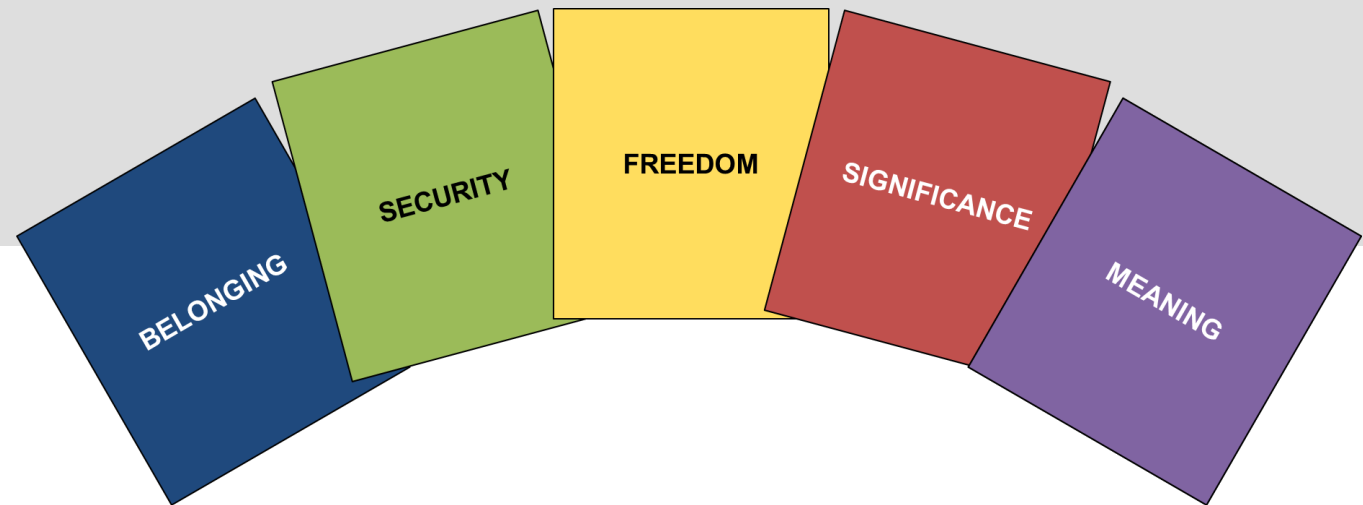 BELONGING
SECURITY
FREEDOM
SIGNIFICANCE
MEANING